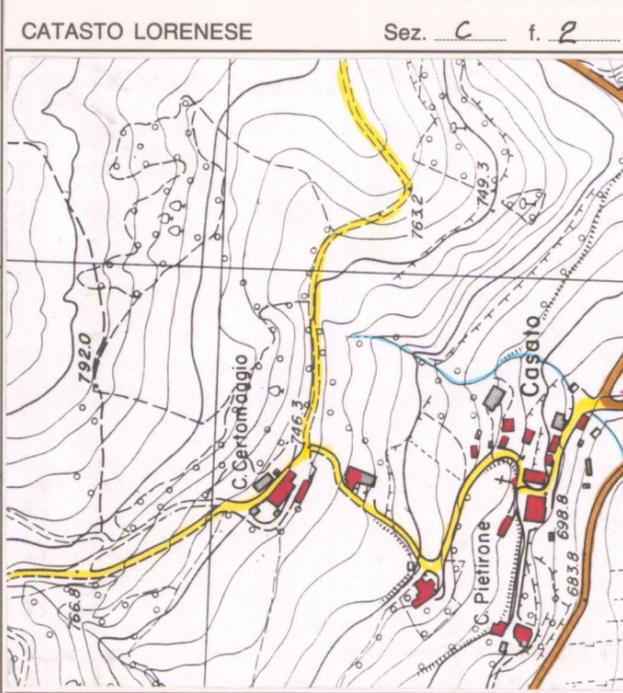 CATASTO LORENESE Sez. C f. 2
763.2
749.3
792.0
C. Certomaggio
746.3
Casato
C. Pietirone
698.8
683.8
766.8